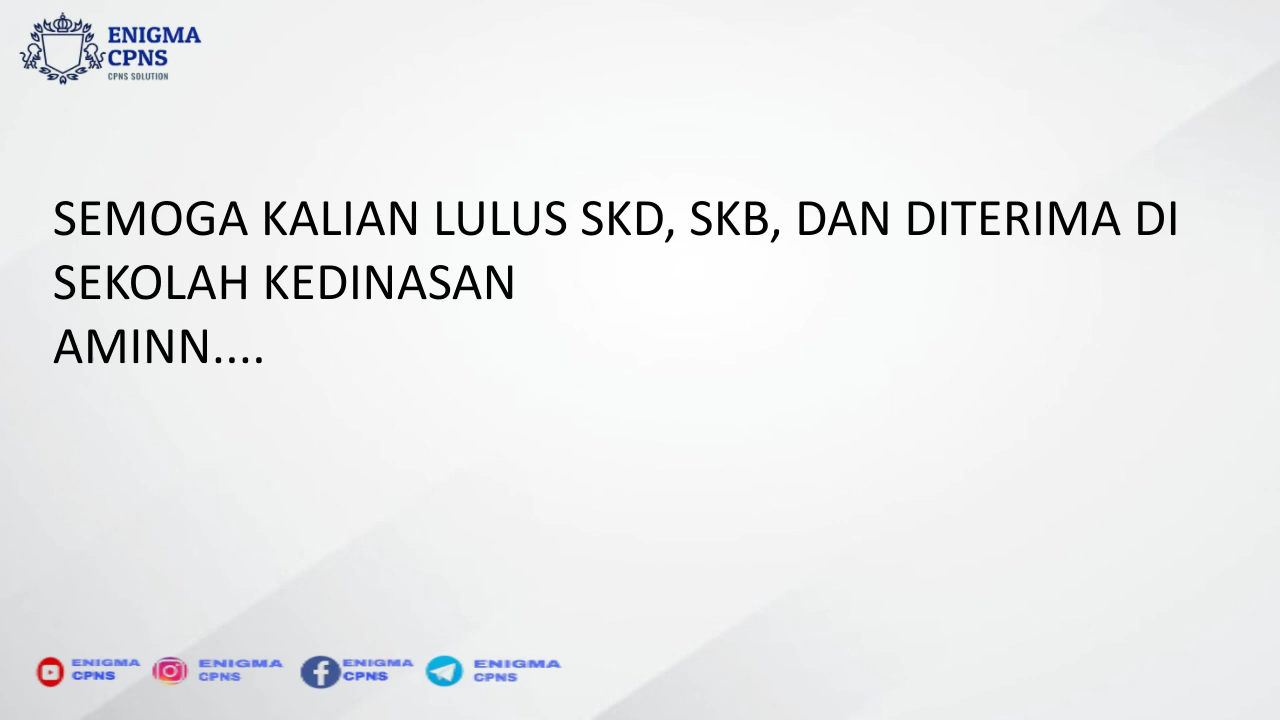 ENIGMA
CPNS
CPNS SOLUTION
SEMOGA KALIAN LULUS SKD, SKB, DAN DITERIMA DI
SEKOLAH KEDINASAN
AMINN....
ENIGMA
CPNS
ENIGMA
CPNS
ENIGMA
CPNS
ENIGMA
CPNS